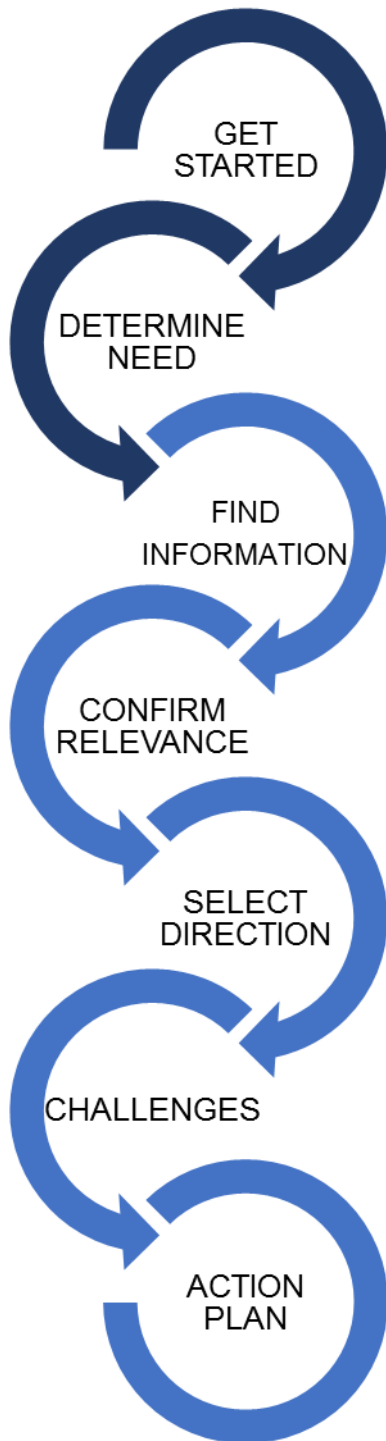 GET
STARTED
DETERMINE
NEED
FIND
INFORMATION
CONFIRM
RELEVANCE
SELECT
DIRECTION
CHALLENGES
ACTION
PLAN